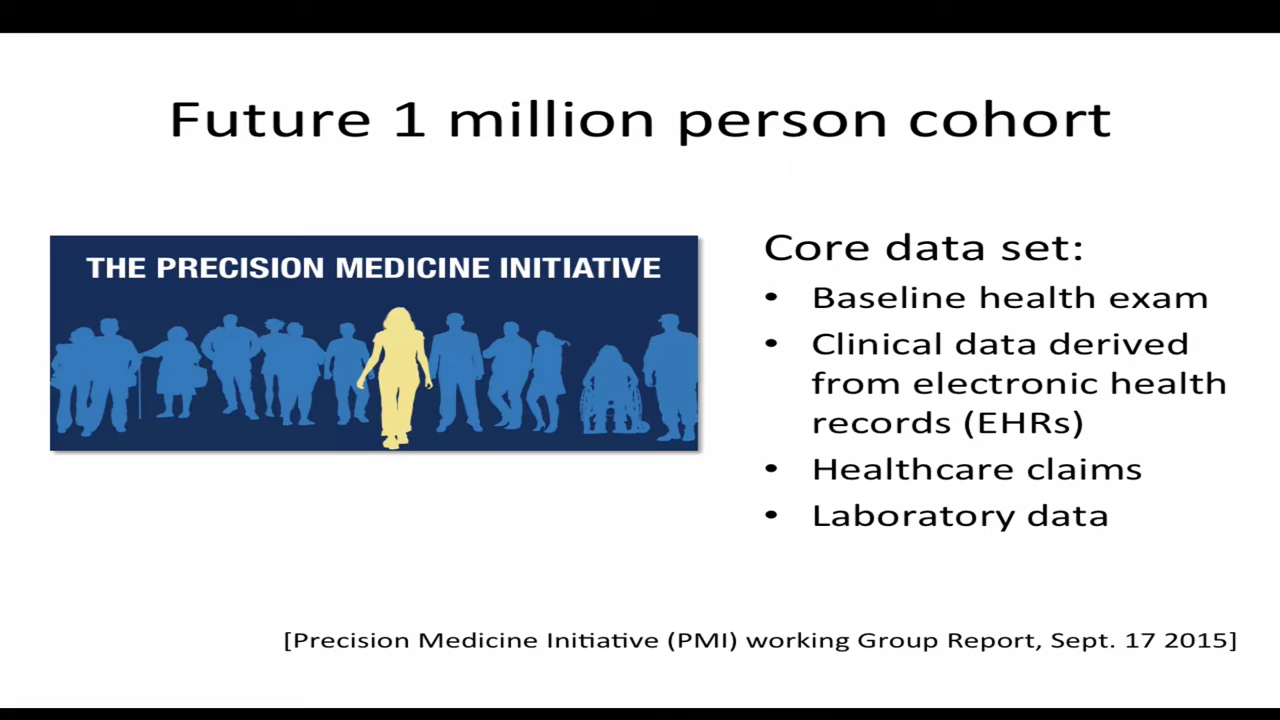 Future 1 million person cohort
THE PRECISION MEDICINE INITIATIVE
Core data set:
• Baseline health exam
• Clinical data derived
from electronic health
records (EHRs)
• Healthcare claims
• Laboratory data
[Precision Medicine Initiative (PMI) working Group Report, Sept. 17 2015]